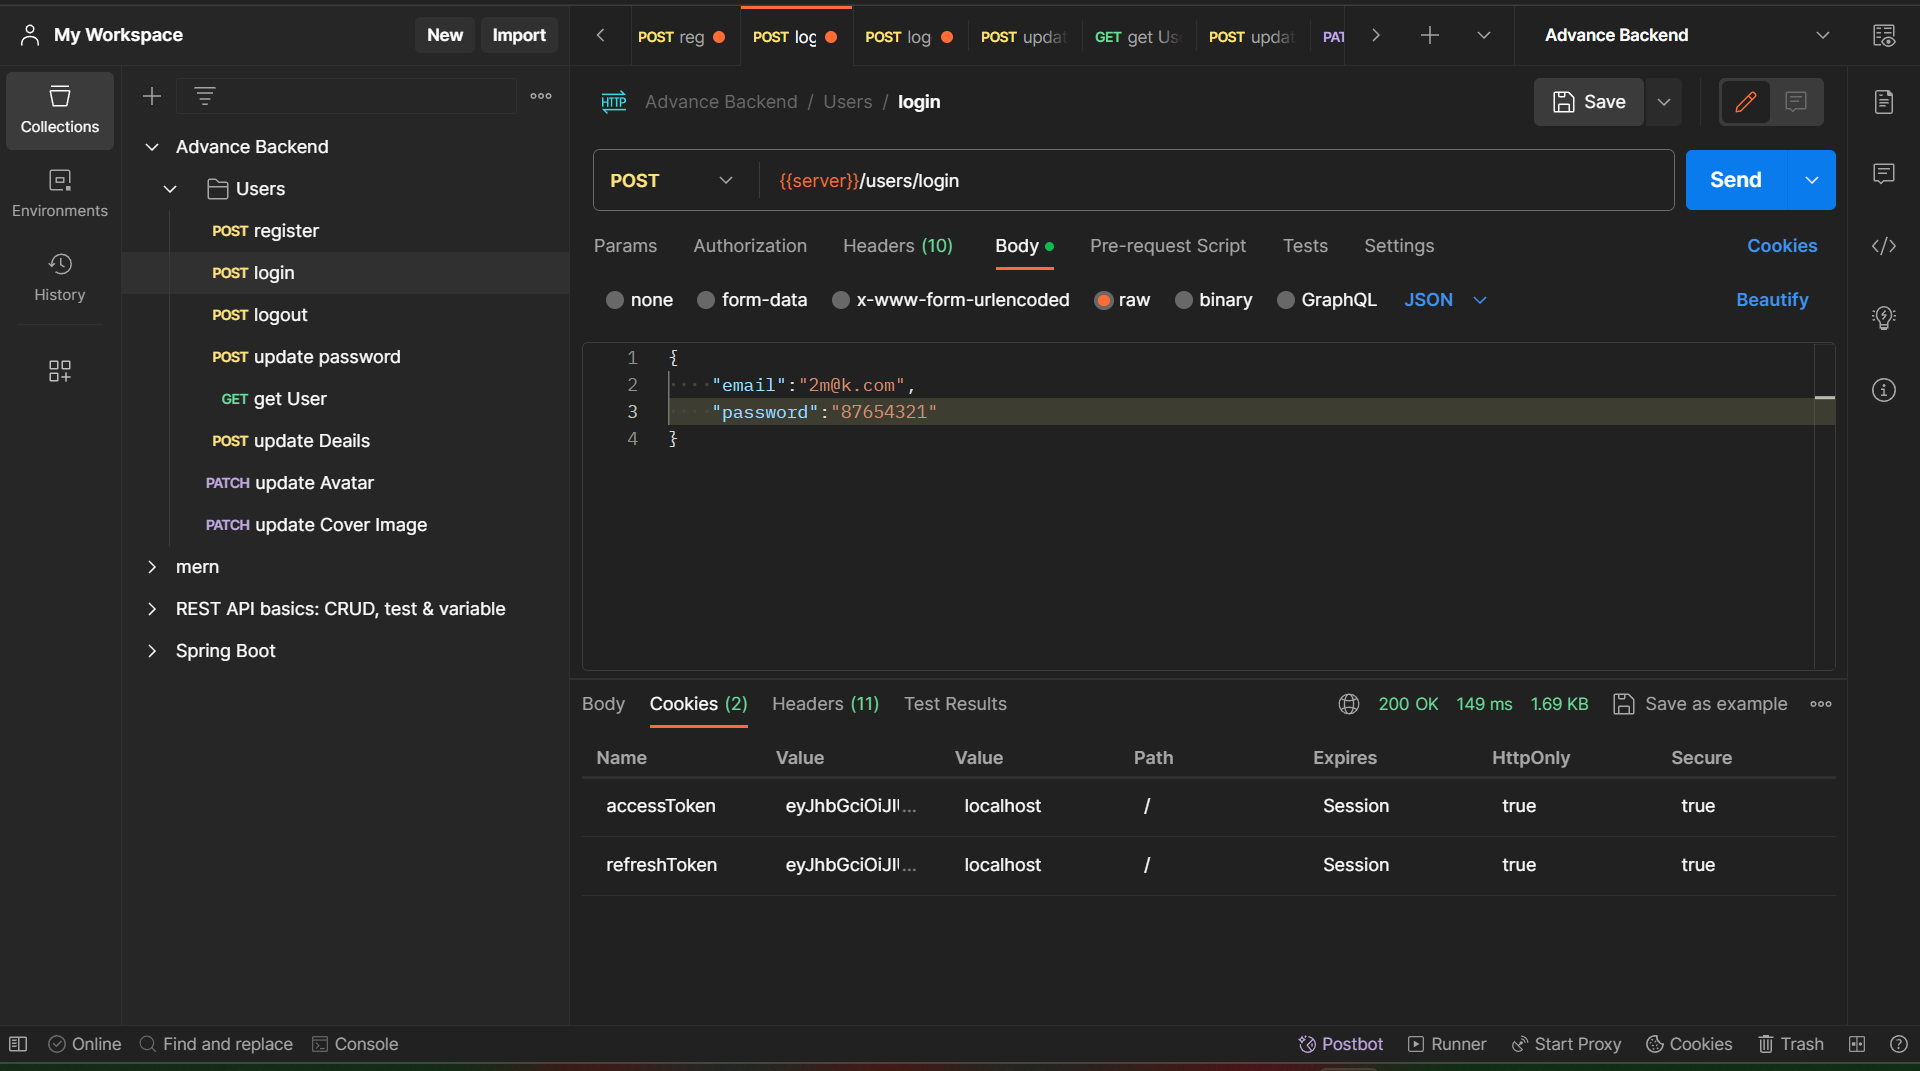 My Workspace
New
Import
POST reg
POST log
POST log
POST updat
GET get Us
POST updat
PAT
Advance Backend
Collections
Environments
History
Advance Backend
Users
POST register
POST login
POST logout
POST update password
GET get User
POST update Deails
PATCH update Avatar
PATCH update Cover Image
mern
REST API basics: CRUD, test & variable
Spring Boot
HTTP Advance Backend / Users / login
Save
POST {{server}}/users/login
Send
Params Authorization Headers (10) Body Pre-request Script Tests Settings Cookies
none form-data x-www-form-urlencoded raw binary GraphQL JSON Beautify
1 {
2 ····"email":"2m@k.com",
3 ····"password":"87654321"
4 }
Body Cookies (2) Headers (11) Test Results 200 OK 149 ms 1.69 KB Save as example
Name Value Value Path Expires HttpOnly Secure
accessToken eyJhbGciOiJIU... localhost / Session true true
refreshToken eyJhbGciOiJIU... localhost / Session true true
Online Find and replace Console Postbot Runner Start Proxy Cookies Trash